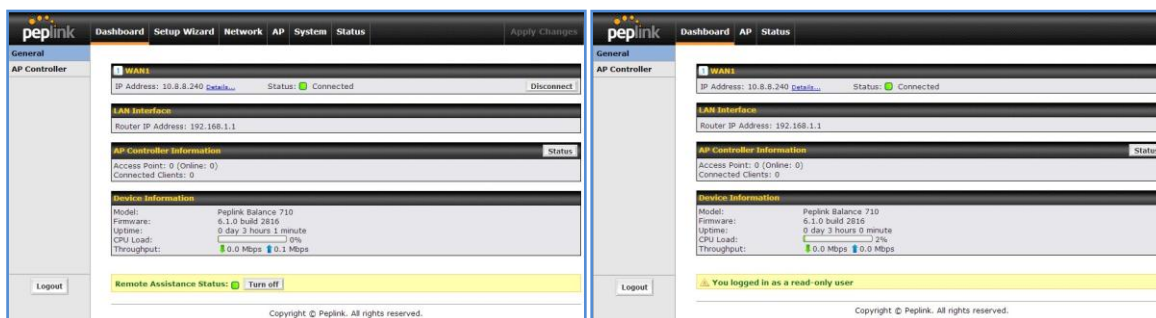 peplink Dashboard Setup Wizard Network AP System Status Apply Changes
General
AP Controller
1 WAN1
IP Address: 10.8.8.240 Details... Status: Connected Disconnect
LAN Interface
Router IP Address: 192.168.1.1
AP Controller Information Status
Access Point: 0 (Online: 0)
Connected Clients: 0
Device Information
Model: Peplink Balance 710
Firmware: 6.1.0 build 2816
Uptime: 0 day 3 hours 1 minute
CPU Load: 0%
Throughput: 0.0 Mbps 0.1 Mbps
Logout
Remote Assistance Status: Turn off
Copyright © Peplink. All rights reserved.
peplink Dashboard AP Status
General
AP Controller
1 WAN1
IP Address: 10.8.8.240 Details... Status: Connected
LAN Interface
Router IP Address: 192.168.1.1
AP Controller Information Status
Access Point: 0 (Online: 0)
Connected Clients: 0
Device Information
Model: Peplink Balance 710
Firmware: 6.1.0 build 2816
Uptime: 0 day 3 hours 0 minute
CPU Load: 2%
Throughput: 0.0 Mbps 0.0 Mbps
Logout
You logged in as a read-only user
Copyright © Peplink. All rights reserved.